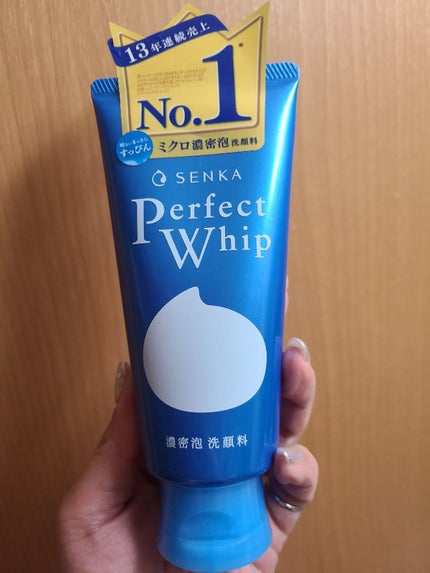 13年連続売上
No.1
すっぴん
ミクロ濃密泡洗顔料
SENKA
Perfect
Whip
濃密泡 洗顔料